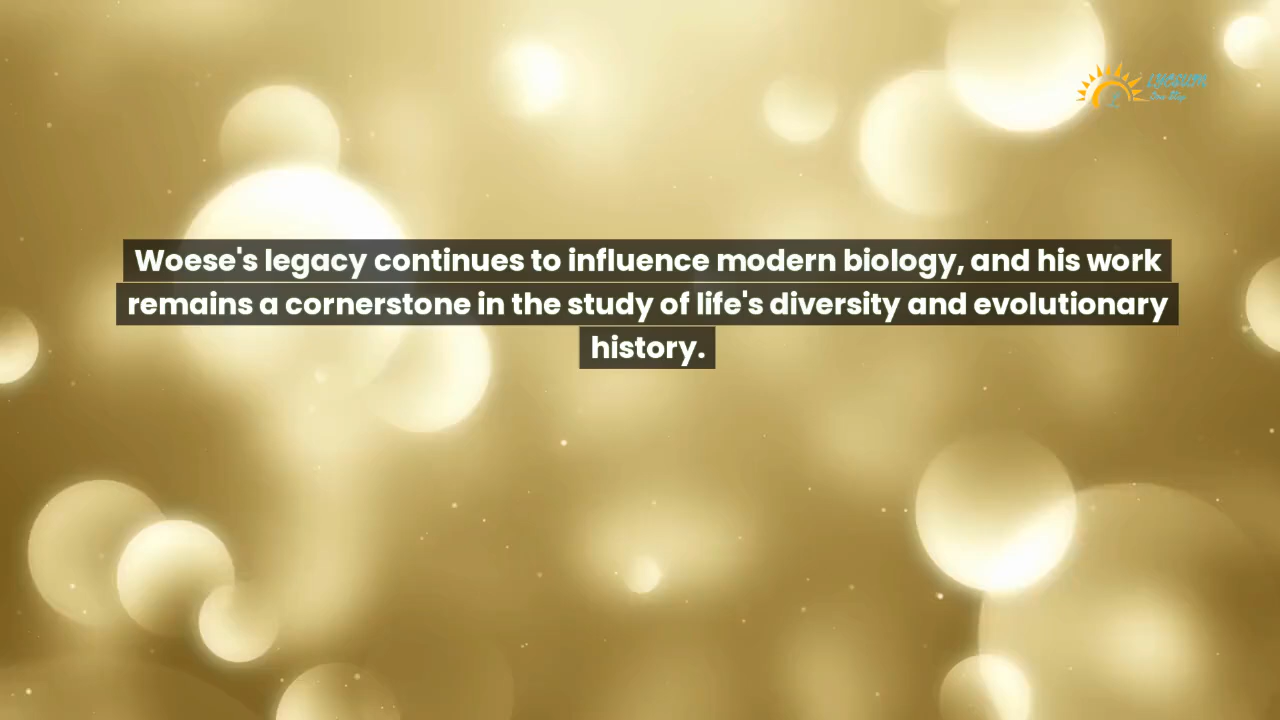 Woese's legacy continues to influence modern biology, and his work
remains a cornerstone in the study of life's diversity and evolutionary
history.